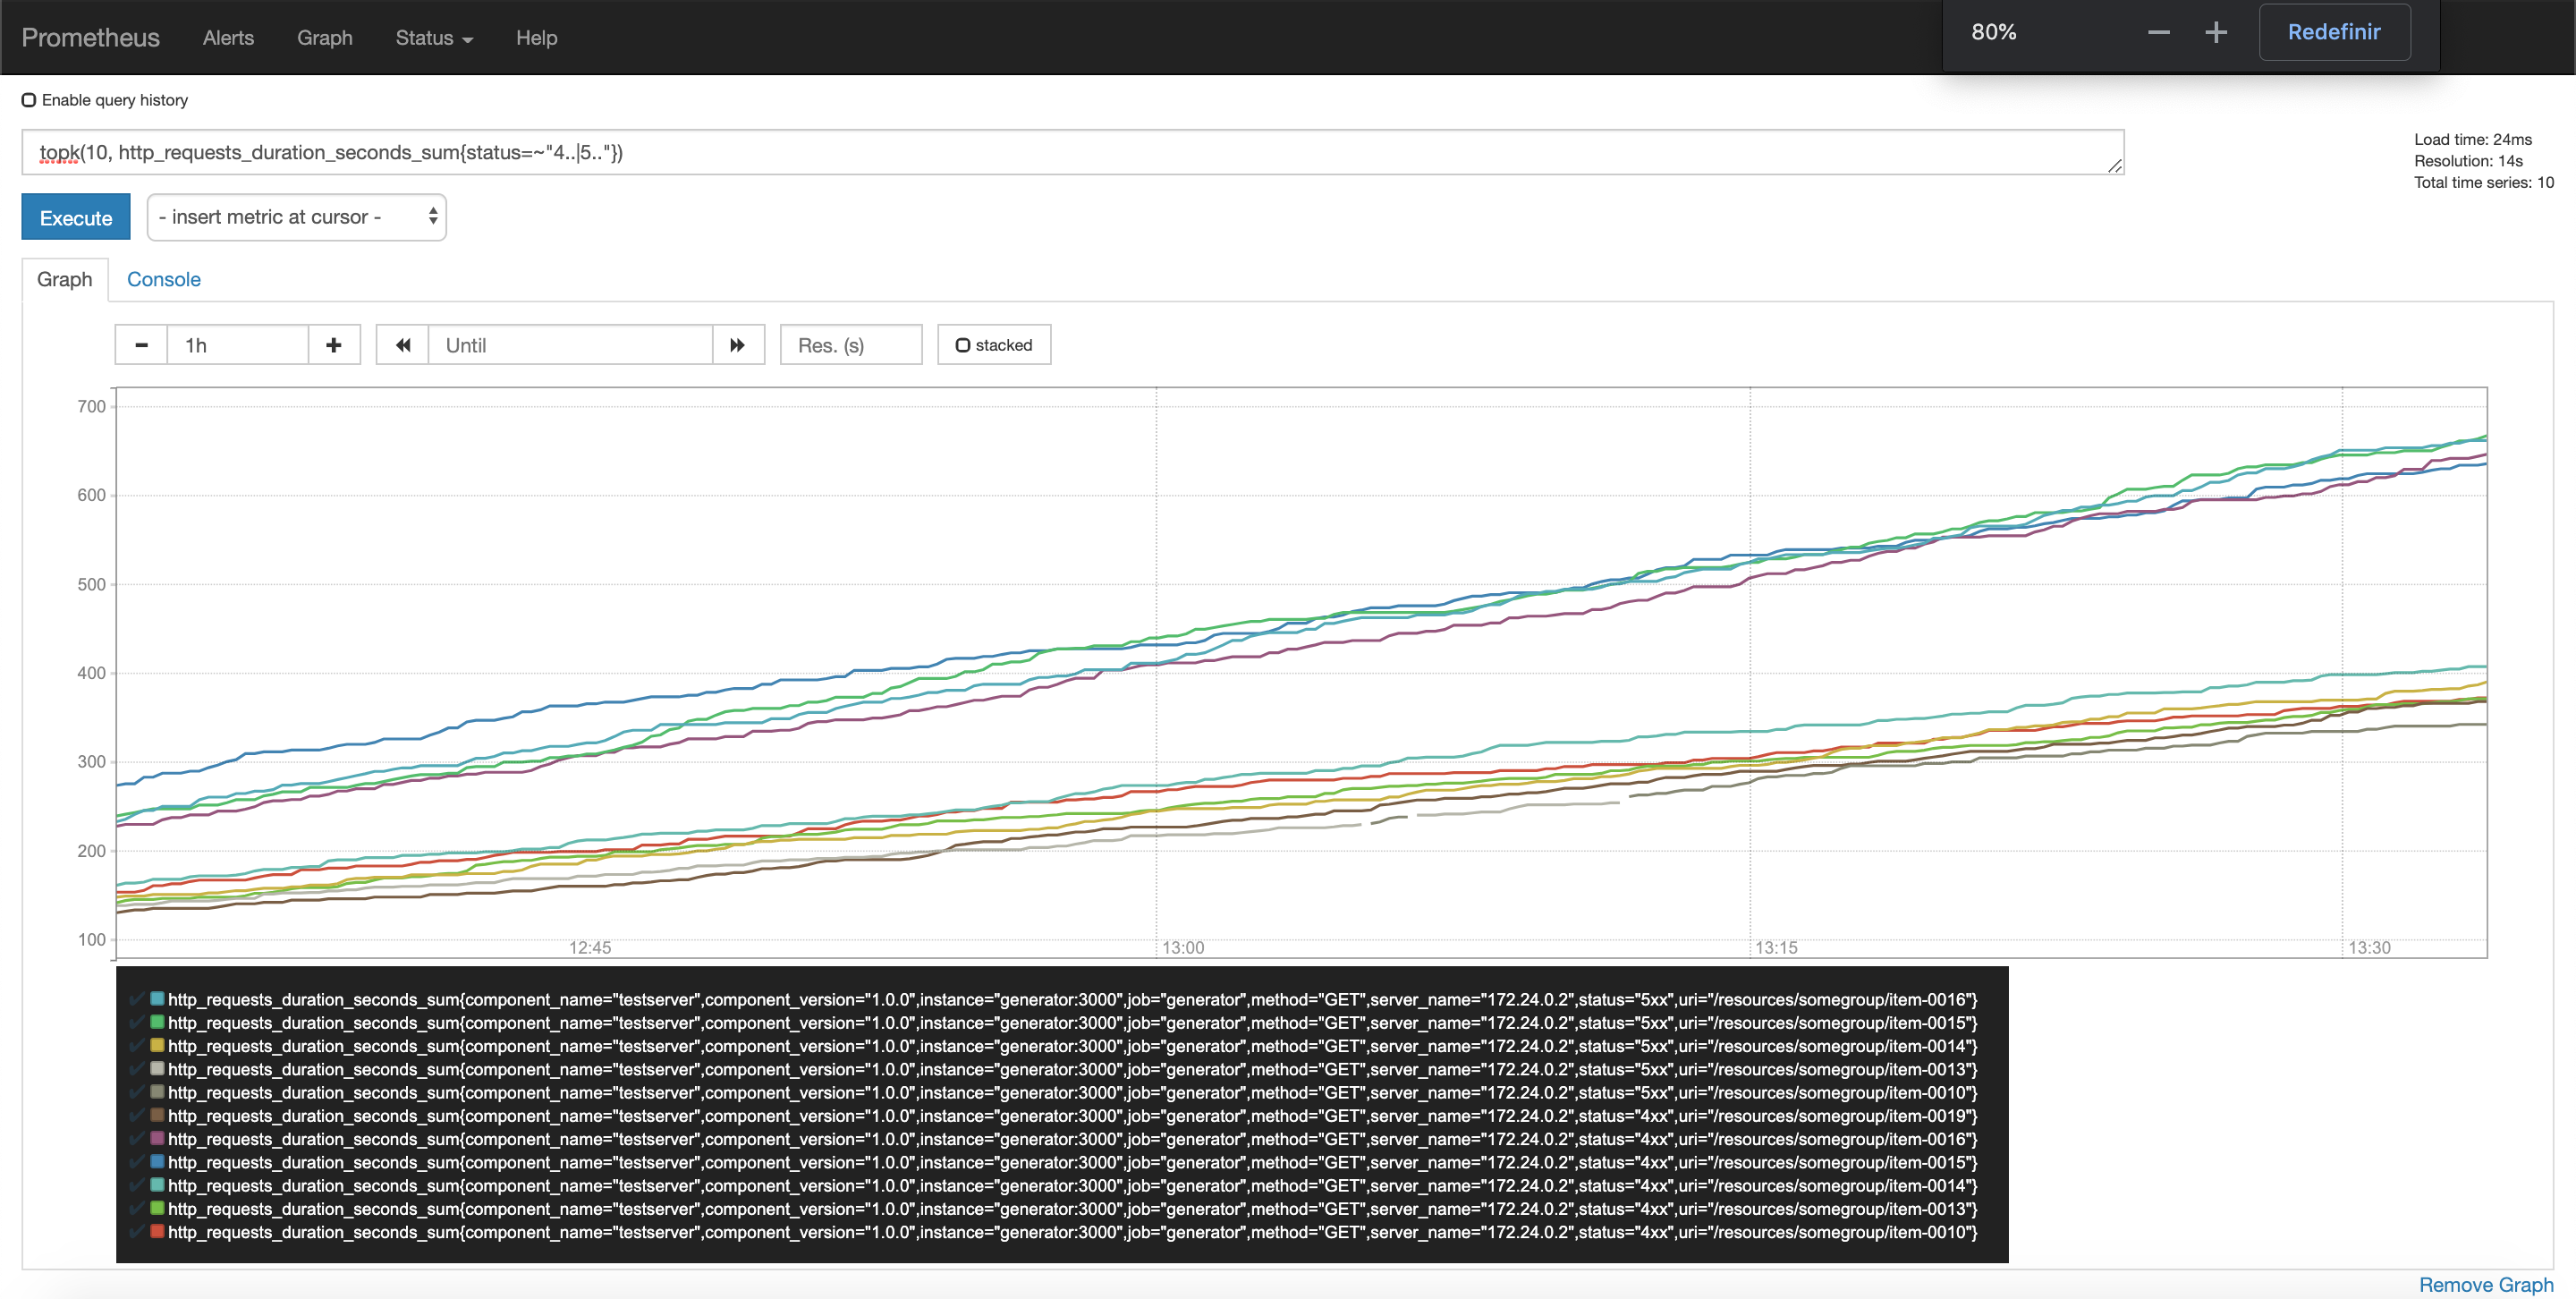 Prometheus Alerts Graph Status Help
80% Redefinir
Enable query history
topk(10, http_requests_duration_seconds_sum{status=~"4..|5.."})
Load time: 24ms
Resolution: 14s
Total time series: 10
Execute - insert metric at cursor -
Graph Console
1h Until Res. (s) stacked
700
600
500
400
300
200
100
12:45 13:00 13:15 13:30
http_requests_duration_seconds_sum{component_name="testserver",component_version="1.0.0",instance="generator:3000",job="generator",method="GET",server_name="172.24.0.2",status="5xx",uri="/resources/somegroup/item-0016"}
http_requests_duration_seconds_sum{component_name="testserver",component_version="1.0.0",instance="generator:3000",job="generator",method="GET",server_name="172.24.0.2",status="5xx",uri="/resources/somegroup/item-0015"}
http_requests_duration_seconds_sum{component_name="testserver",component_version="1.0.0",instance="generator:3000",job="generator",method="GET",server_name="172.24.0.2",status="5xx",uri="/resources/somegroup/item-0014"}
http_requests_duration_seconds_sum{component_name="testserver",component_version="1.0.0",instance="generator:3000",job="generator",method="GET",server_name="172.24.0.2",status="5xx",uri="/resources/somegroup/item-0013"}
http_requests_duration_seconds_sum{component_name="testserver",component_version="1.0.0",instance="generator:3000",job="generator",method="GET",server_name="172.24.0.2",status="5xx",uri="/resources/somegroup/item-0010"}
http_requests_duration_seconds_sum{component_name="testserver",component_version="1.0.0",instance="generator:3000",job="generator",method="GET",server_name="172.24.0.2",status="4xx",uri="/resources/somegroup/item-0019"}
http_requests_duration_seconds_sum{component_name="testserver",component_version="1.0.0",instance="generator:3000",job="generator",method="GET",server_name="172.24.0.2",status="4xx",uri="/resources/somegroup/item-0016"}
http_requests_duration_seconds_sum{component_name="testserver",component_version="1.0.0",instance="generator:3000",job="generator",method="GET",server_name="172.24.0.2",status="4xx",uri="/resources/somegroup/item-0015"}
http_requests_duration_seconds_sum{component_name="testserver",component_version="1.0.0",instance="generator:3000",job="generator",method="GET",server_name="172.24.0.2",status="4xx",uri="/resources/somegroup/item-0014"}
http_requests_duration_seconds_sum{component_name="testserver",component_version="1.0.0",instance="generator:3000",job="generator",method="GET",server_name="172.24.0.2",status="4xx",uri="/resources/somegroup/item-0013"}
http_requests_duration_seconds_sum{component_name="testserver",component_version="1.0.0",instance="generator:3000",job="generator",method="GET",server_name="172.24.0.2",status="4xx",uri="/resources/somegroup/item-0010"}
Remove Graph